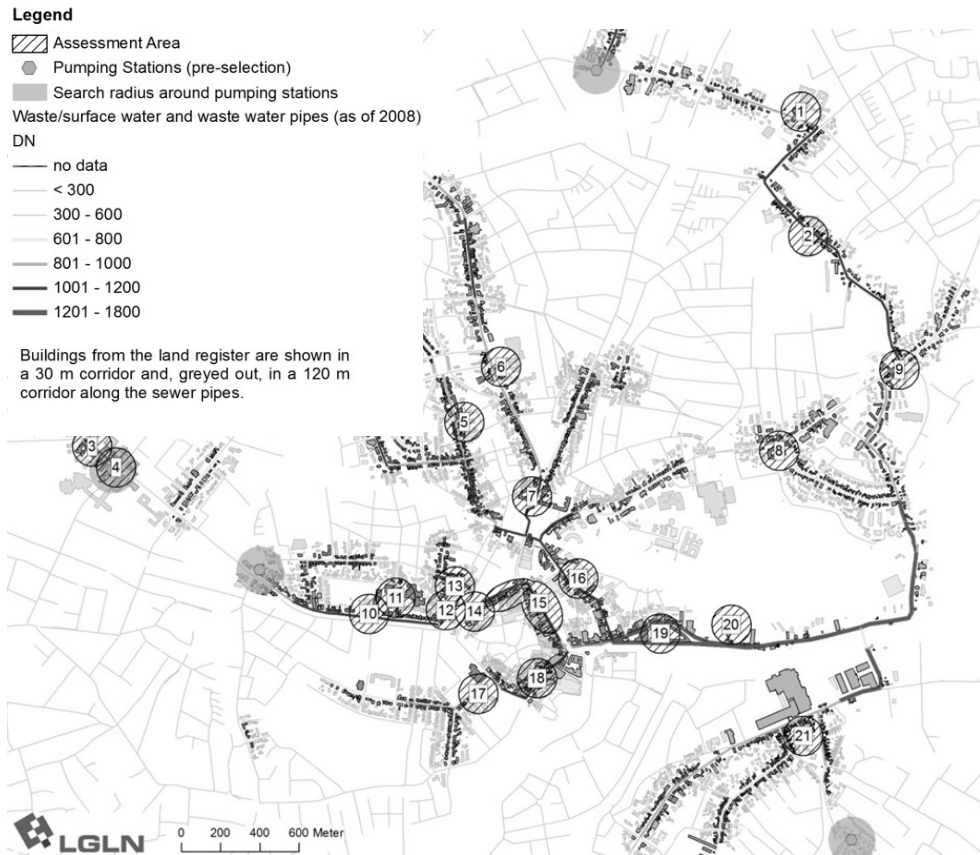 Legend
Assessment Area
Pumping Stations (pre-selection)
Search radius around pumping stations
Waste/surface water and waste water pipes (as of 2008)
DN
no data
< 300
300 - 600
601 - 800
801 - 1000
1001 - 1200
1201 - 1800
Buildings from the land register are shown in
a 30 m corridor and, greyed out, in a 120 m
corridor along the sewer pipes.
1
2
6
9
5
3
8
4
7
16
13
11
10
12
14
15
20
19
18
17
21
LGLN
0 200 400 600 Meter